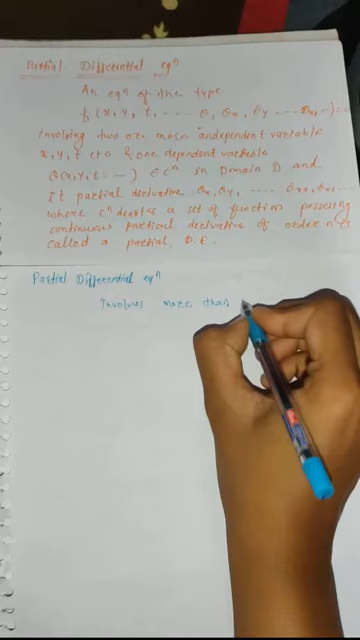 Partial Differential eqn
An eqn of the type
f (x, y, t, .... θ, θx, θy .... θxx, ..) = 0
involving two or more independent variable
x, y, t etc & one dependent variable
θ(x, y, t - - -) ∈ Cn in Domain D and
it partial derivative θx, θy, .... θxx, θxt ...
where Cn denotes a set of function possessing
continuous partial derivative of order n is
called a partial D.E.
Partial Differential eqn
Involves more than